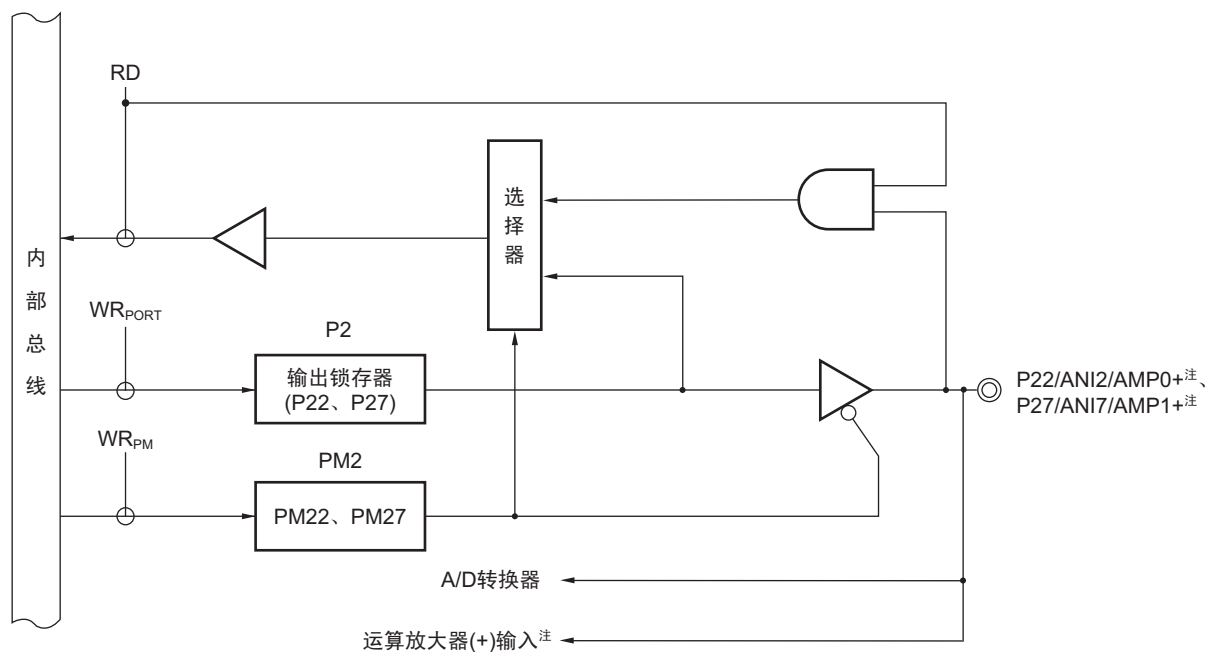 RD
选择器
内部总线
WRPORT
P2
输出锁存器
(P22、P27)
P22/ANI2/AMP0+注、
P27/ANI7/AMP1+注
WRPM
PM2
PM22、PM27
A/D转换器
运算放大器(+)输入注